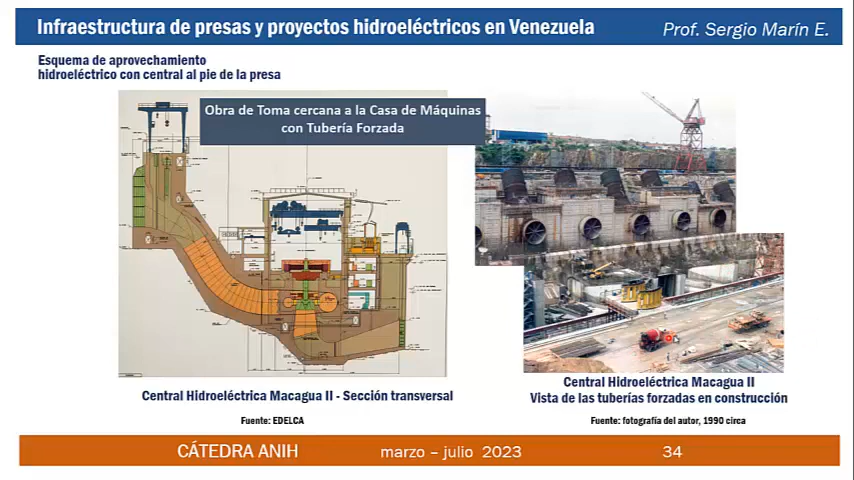 Infraestructura de presas y proyectos hidroeléctricos en Venezuela
Prof. Sergio Marín E.
Esquema de aprovechamiento
hidroeléctrico con central al pie de la presa
Obra de Toma cercana a la Casa de Máquinas
con Tubería Forzada
Central Hidroeléctrica Macagua II - Sección transversal
Fuente: EDELCA
Central Hidroeléctrica Macagua II
Vista de las tuberías forzadas en construcción
Fuente: fotografía del autor, 1990 circa
CÁTEDRA ANIH
marzo – julio 2023
34